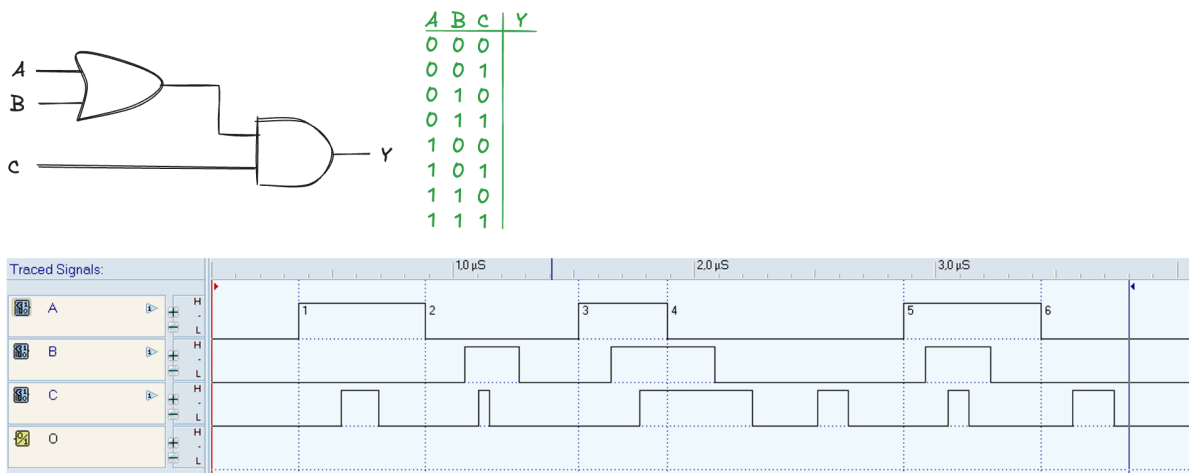 A
B
C
Y
A B C Y
0 0 0
0 0 1
0 1 0
0 1 1
1 0 0
1 0 1
1 1 0
1 1 1
Traced Signals:
1,0 µS
2,0 µS
3,0 µS
A
H
-
L
1
2
3
4
5
6
B
H
-
L
C
H
-
L
O
H
-
L